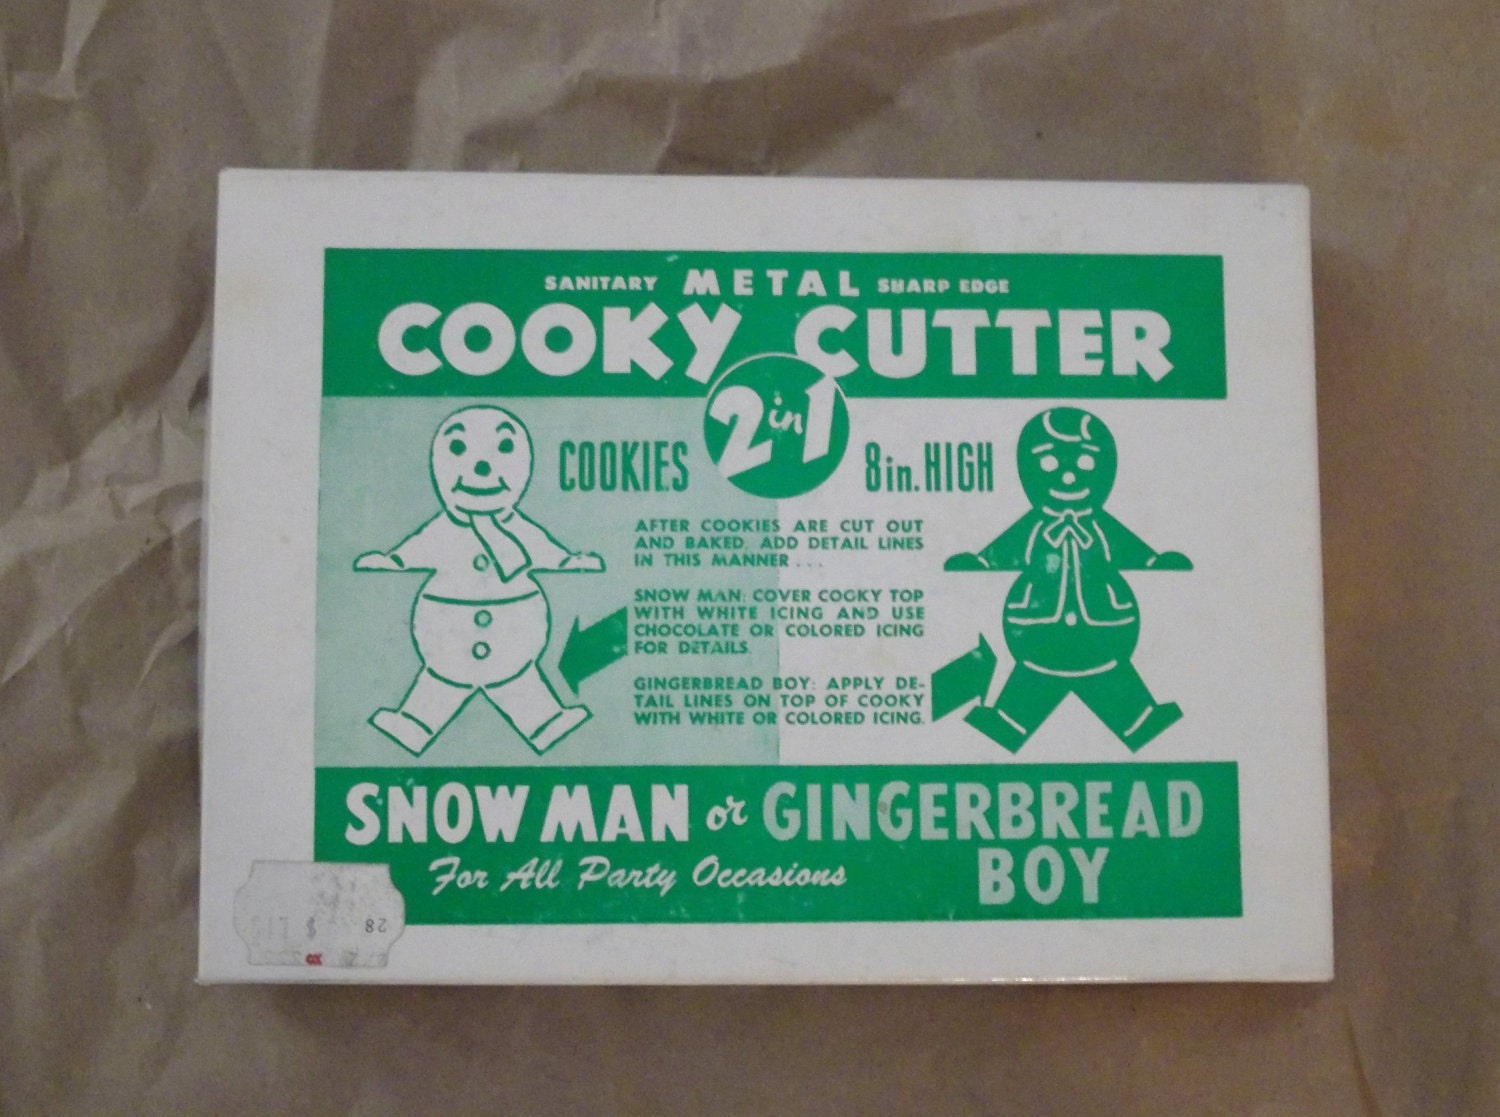 SANITARY METAL SHARP EDGE
COOKY CUTTER
2 in 1
COOKIES 8 in. HIGH
AFTER COOKIES ARE CUT OUT
AND BAKED, ADD DETAIL LINES
IN THIS MANNER . . .
SNOW MAN: COVER COOKY TOP
WITH WHITE ICING AND USE
CHOCOLATE OR COLORED ICING
FOR DETAILS.
GINGERBREAD BOY: APPLY DE-
TAIL LINES ON TOP OF COOKY
WITH WHITE OR COLORED ICING.
SNOW MAN or GINGERBREAD
BOY
For All Party Occasions
28
$